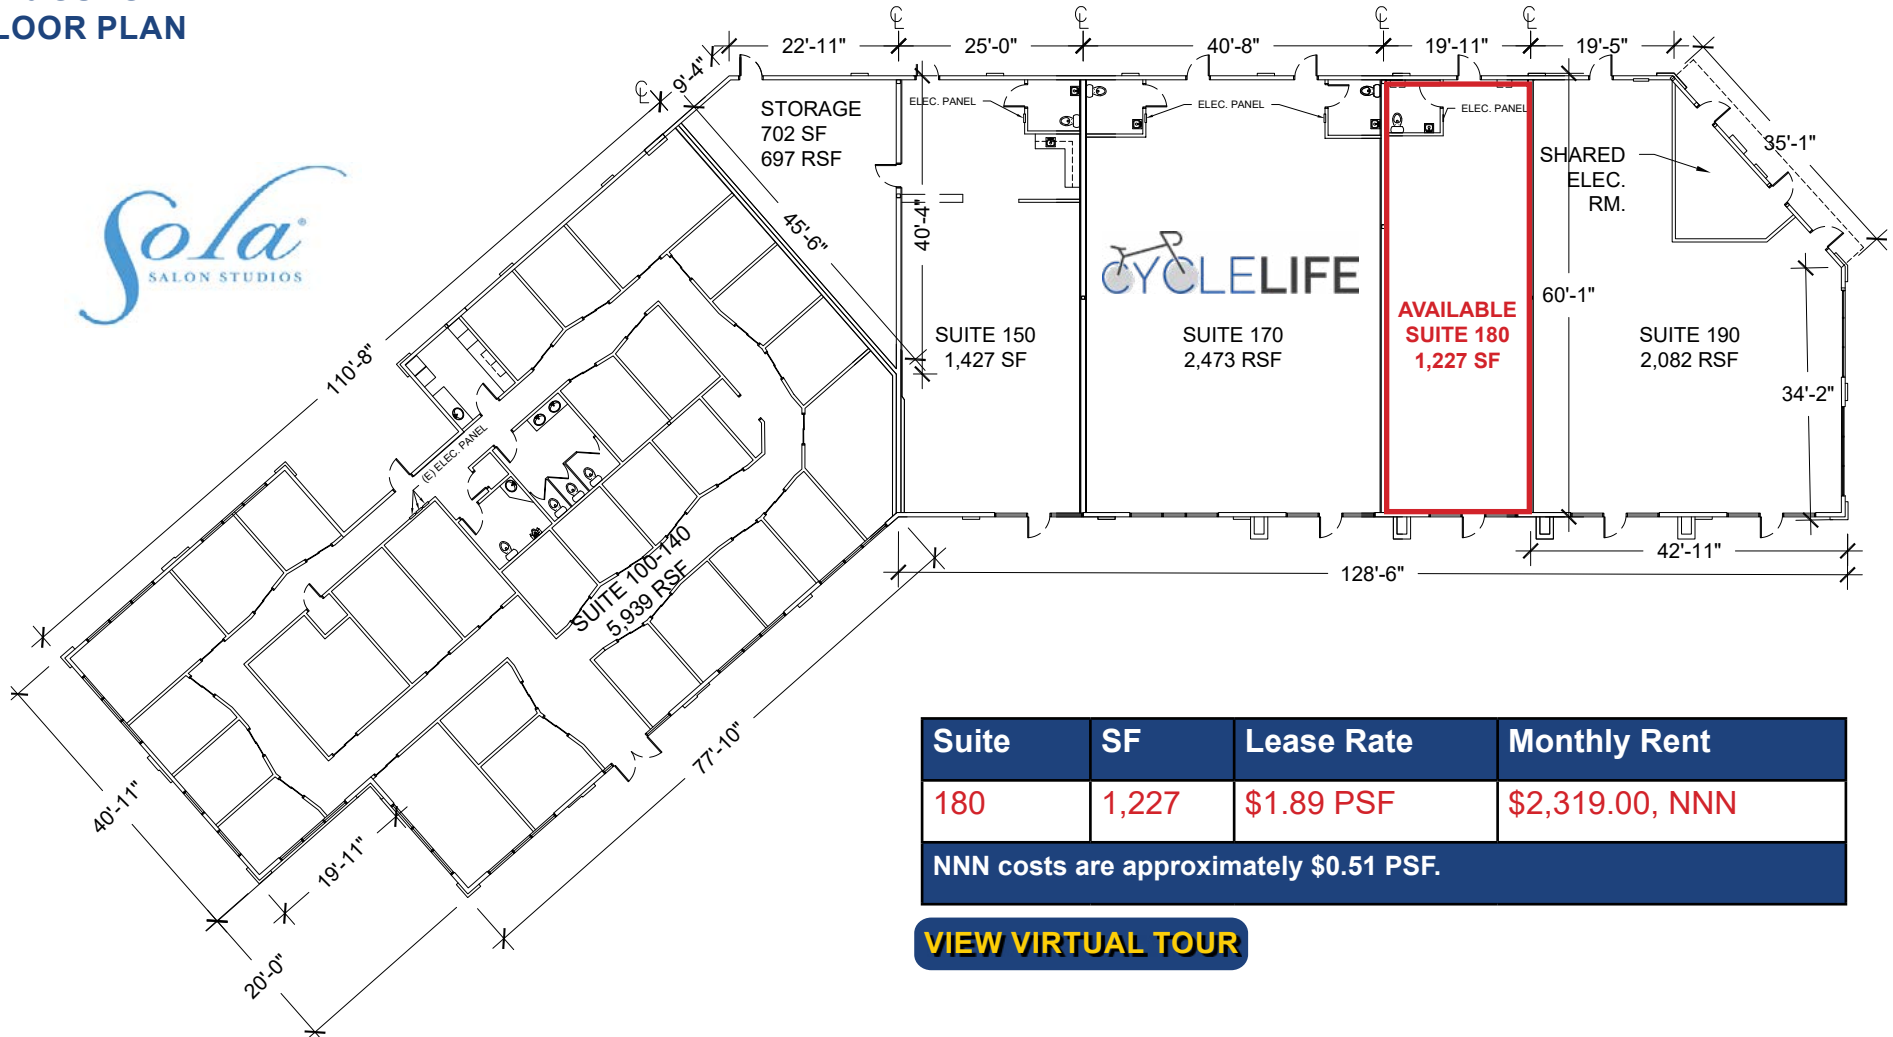 LOOR PLAN
22'-11"
25'-0"
40'-8"
19'-11"
19'-5"
9'-4"
STORAGE
702 SF
697 RSF
ELEC. PANEL
ELEC. PANEL
ELEC. PANEL
35'-1"
SHARED
ELEC.
RM.
Sola®
SALON STUDIOS
45'-6"
40'-4"
CYCLELIFE
60'-1"
SUITE 150
1,427 SF
SUITE 170
2,473 RSF
AVAILABLE
SUITE 180
1,227 SF
SUITE 190
2,082 RSF
34'-2"
110'-8"
(E) ELEC. PANEL
SUITE 100-140
5,939 RSF
42'-11"
128'-6"
77'-10"
40'-11"
19'-11"
20'-0"
Suite SF Lease Rate Monthly Rent
180 1,227 $1.89 PSF $2,319.00, NNN
NNN costs are approximately $0.51 PSF.
VIEW VIRTUAL TOUR